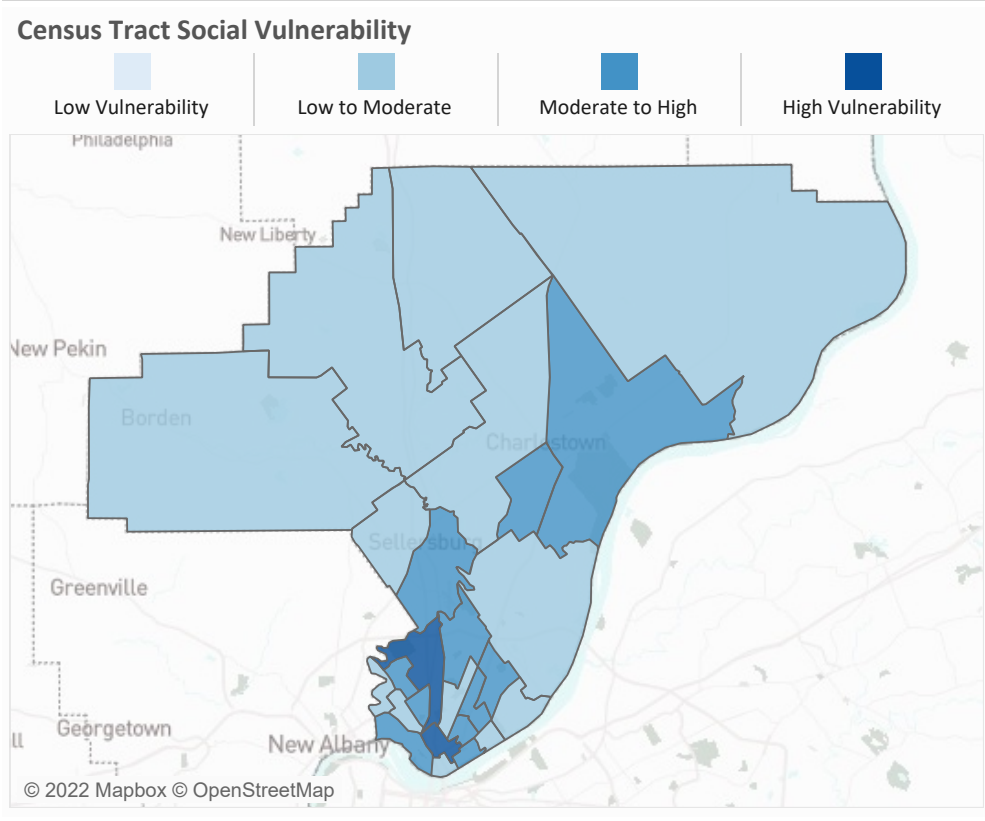 Census Tract Social Vulnerability
Low Vulnerability
Low to Moderate
Moderate to High
High Vulnerability
Philadelphia
New Liberty
New Pekin
Borden
Charlestown
Sellersburg
Greenville
Georgetown
ll
New Albany
© 2022 Mapbox © OpenStreetMap